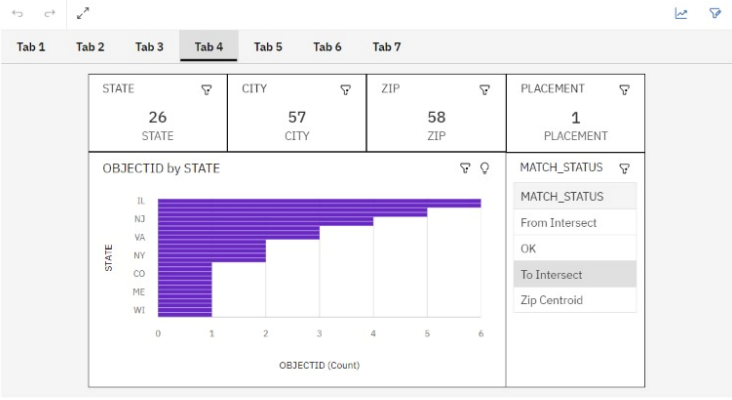 Tab 1 Tab 2 Tab 3 Tab 4 Tab 5 Tab 6 Tab 7
STATE
26
STATE
CITY
57
CITY
ZIP
58
ZIP
PLACEMENT
1
PLACEMENT
OBJECTID by STATE
STATE
IL
NJ
VA
NY
CO
ME
WI
0 1 2 3 4 5 6
OBJECTID (Count)
MATCH_STATUS
MATCH_STATUS
From Intersect
OK
To Intersect
Zip Centroid